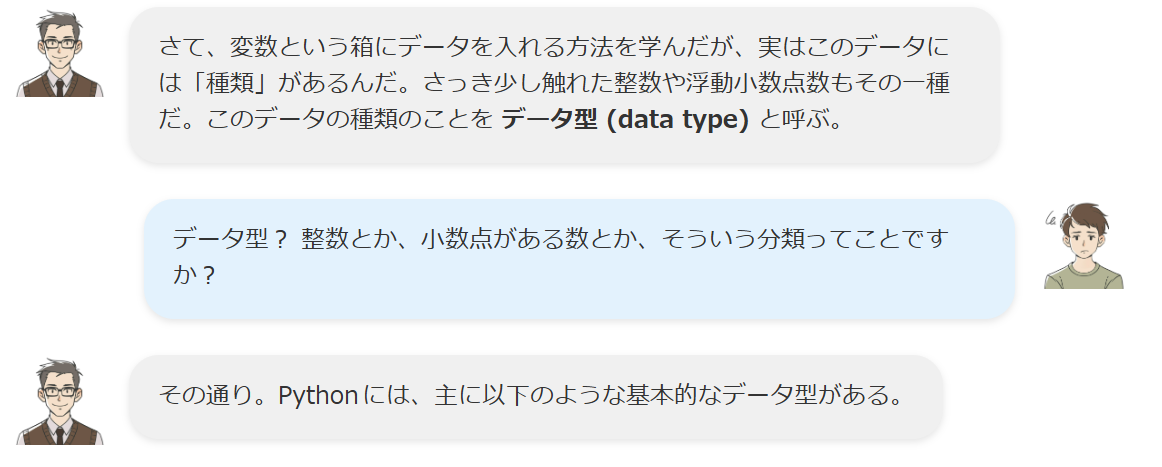 さて、変数という箱にデータを入れる方法を学んだが、実はこのデータに
は「種類」があるんだ。さっき少し触れた整数や浮動小数点数もその一種
だ。このデータの種類のことを データ型 (data type) と呼ぶ。
データ型？ 整数とか、小数点がある数とか、そういう分類ってことです
か？
その通り。Pythonには、主に以下のような基本的なデータ型がある。